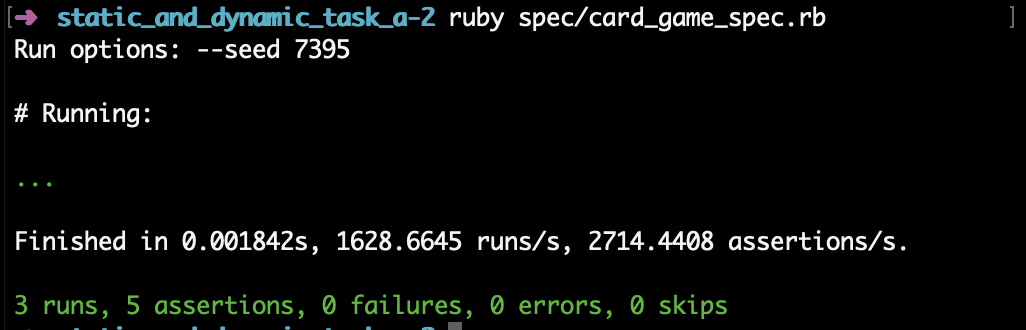 [➜ static_and_dynamic_task_a-2 ruby spec/card_game_spec.rb ]
Run options: --seed 7395
# Running:
...
Finished in 0.001842s, 1628.6645 runs/s, 2714.4408 assertions/s.
3 runs, 5 assertions, 0 failures, 0 errors, 0 skips